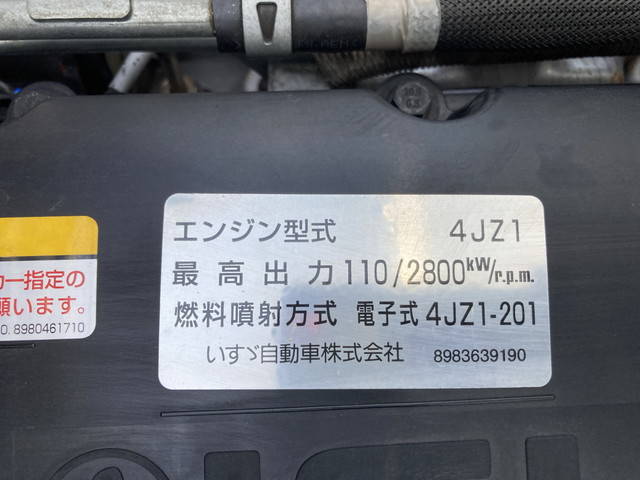 エンジン型式 4JZ1
最高出力 110/2800kW/r.p.m.
燃料噴射方式 電子式 4JZ1-201
いすゞ自動車株式会社 8983639190
一指定の
願います。
8980461710